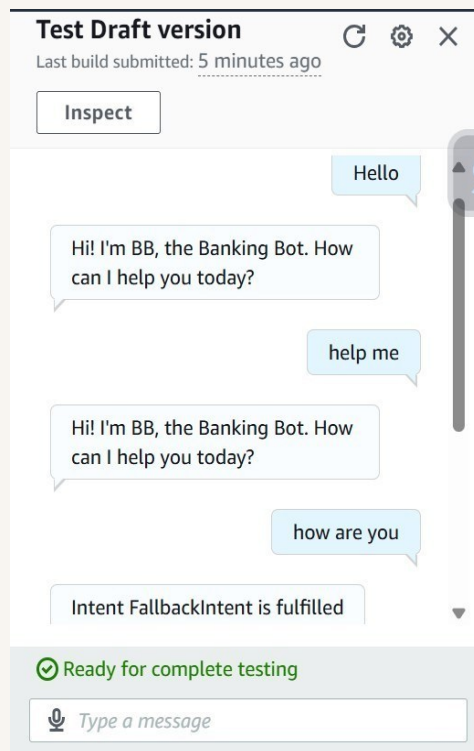 Test Draft version
Last build submitted: 5 minutes ago
Inspect
Hello
Hi! I'm BB, the Banking Bot. How
can I help you today?
help me
Hi! I'm BB, the Banking Bot. How
can I help you today?
how are you
Intent FallbackIntent is fulfilled
Ready for complete testing
Type a message